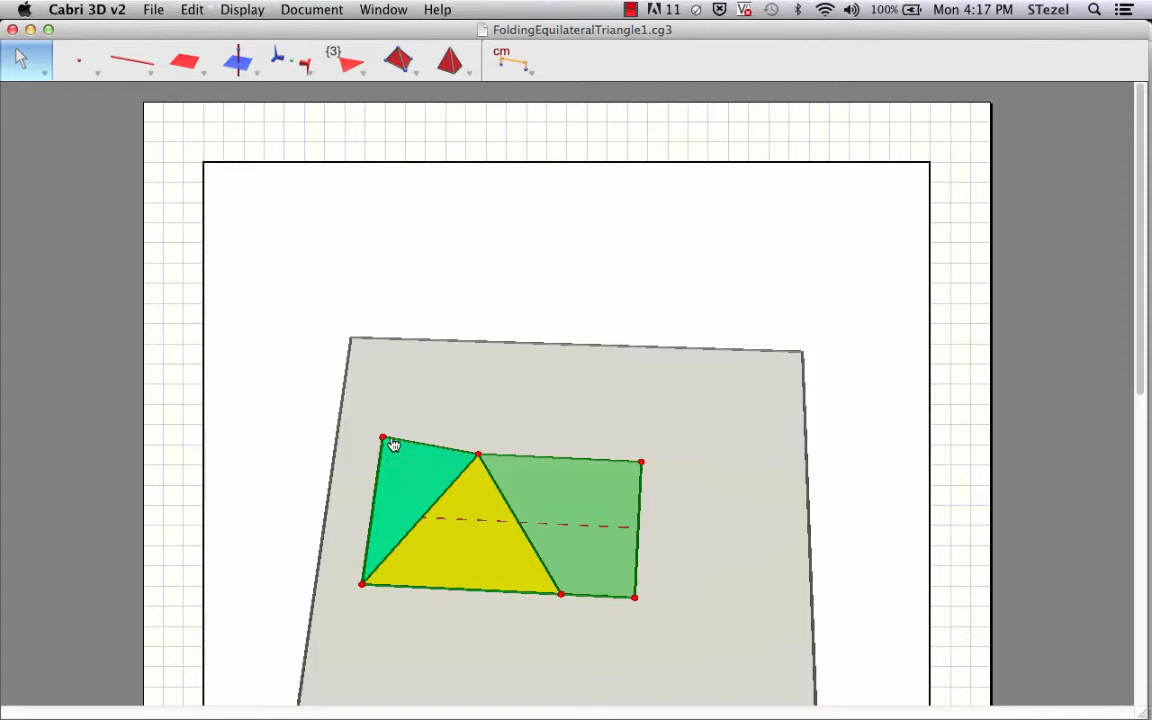 Cabri 3D v2 File Edit Display Document Window Help 11 100% Mon 4:17 PM STezel
FoldingEquilateralTriangle1.cg3
{3} cm